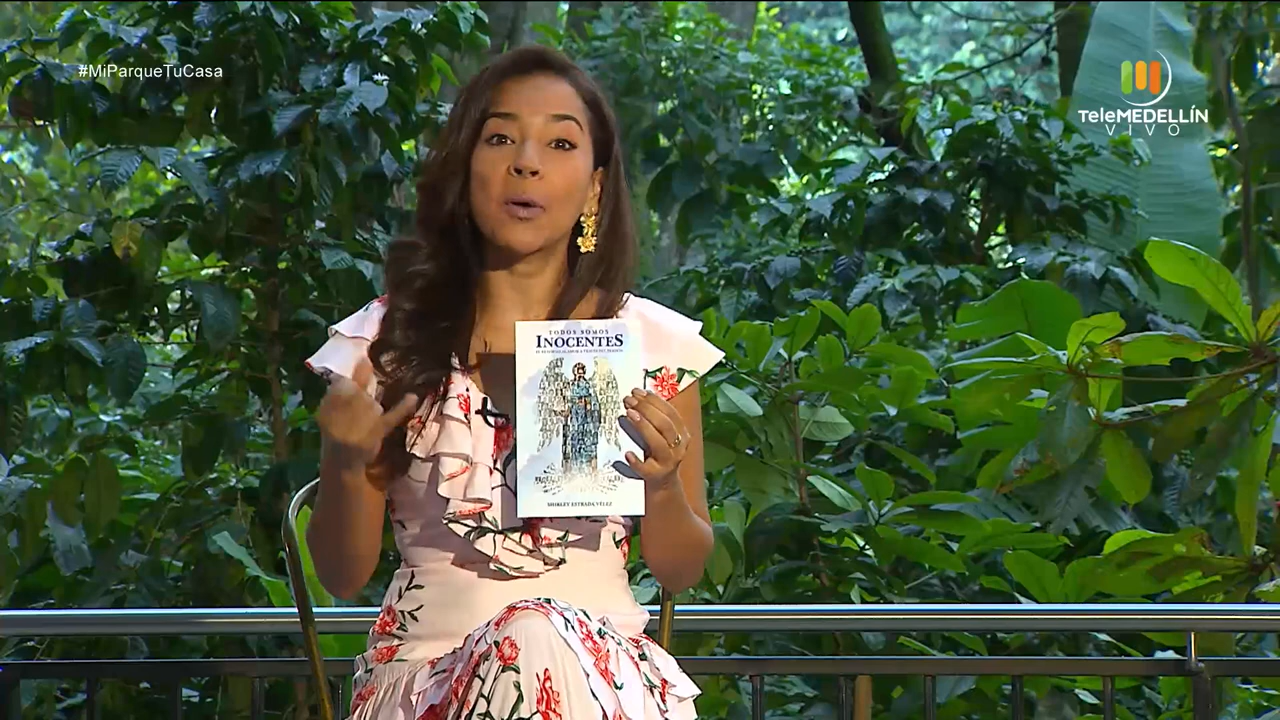 #MiParqueTuCasa
TeleMEDELLÍN
VIVO
TODOS SOMOS
INOCENTES
SHIRLEY ESTRADA VÉLEZ